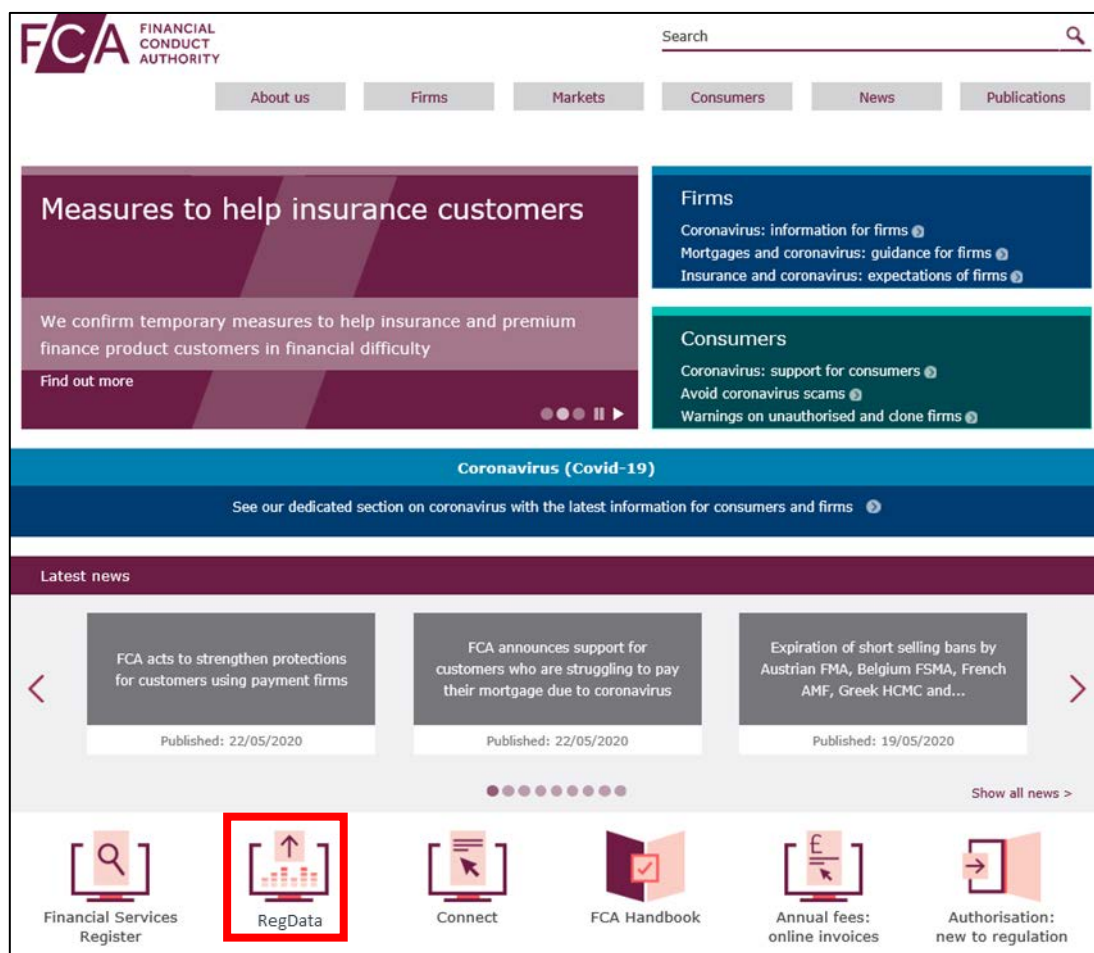 FCA FINANCIAL
CONDUCT
AUTHORITY
Search
About us
Firms
Markets
Consumers
News
Publications
Measures to help insurance customers
We confirm temporary measures to help insurance and premium
finance product customers in financial difficulty
Find out more
Firms
Coronavirus: information for firms
Mortgages and coronavirus: guidance for firms
Insurance and coronavirus: expectations of firms
Consumers
Coronavirus: support for consumers
Avoid coronavirus scams
Warnings on unauthorised and clone firms
Coronavirus (Covid-19)
See our dedicated section on coronavirus with the latest information for consumers and firms
Latest news
FCA acts to strengthen protections
for customers using payment firms
Published: 22/05/2020
FCA announces support for
customers who are struggling to pay
their mortgage due to coronavirus
Published: 22/05/2020
Expiration of short selling bans by
Austrian FMA, Belgium FSMA, French
AMF, Greek HCMC and...
Published: 19/05/2020
Show all news >
Financial Services
Register
RegData
Connect
FCA Handbook
£
Annual fees:
online invoices
Authorisation:
new to regulation